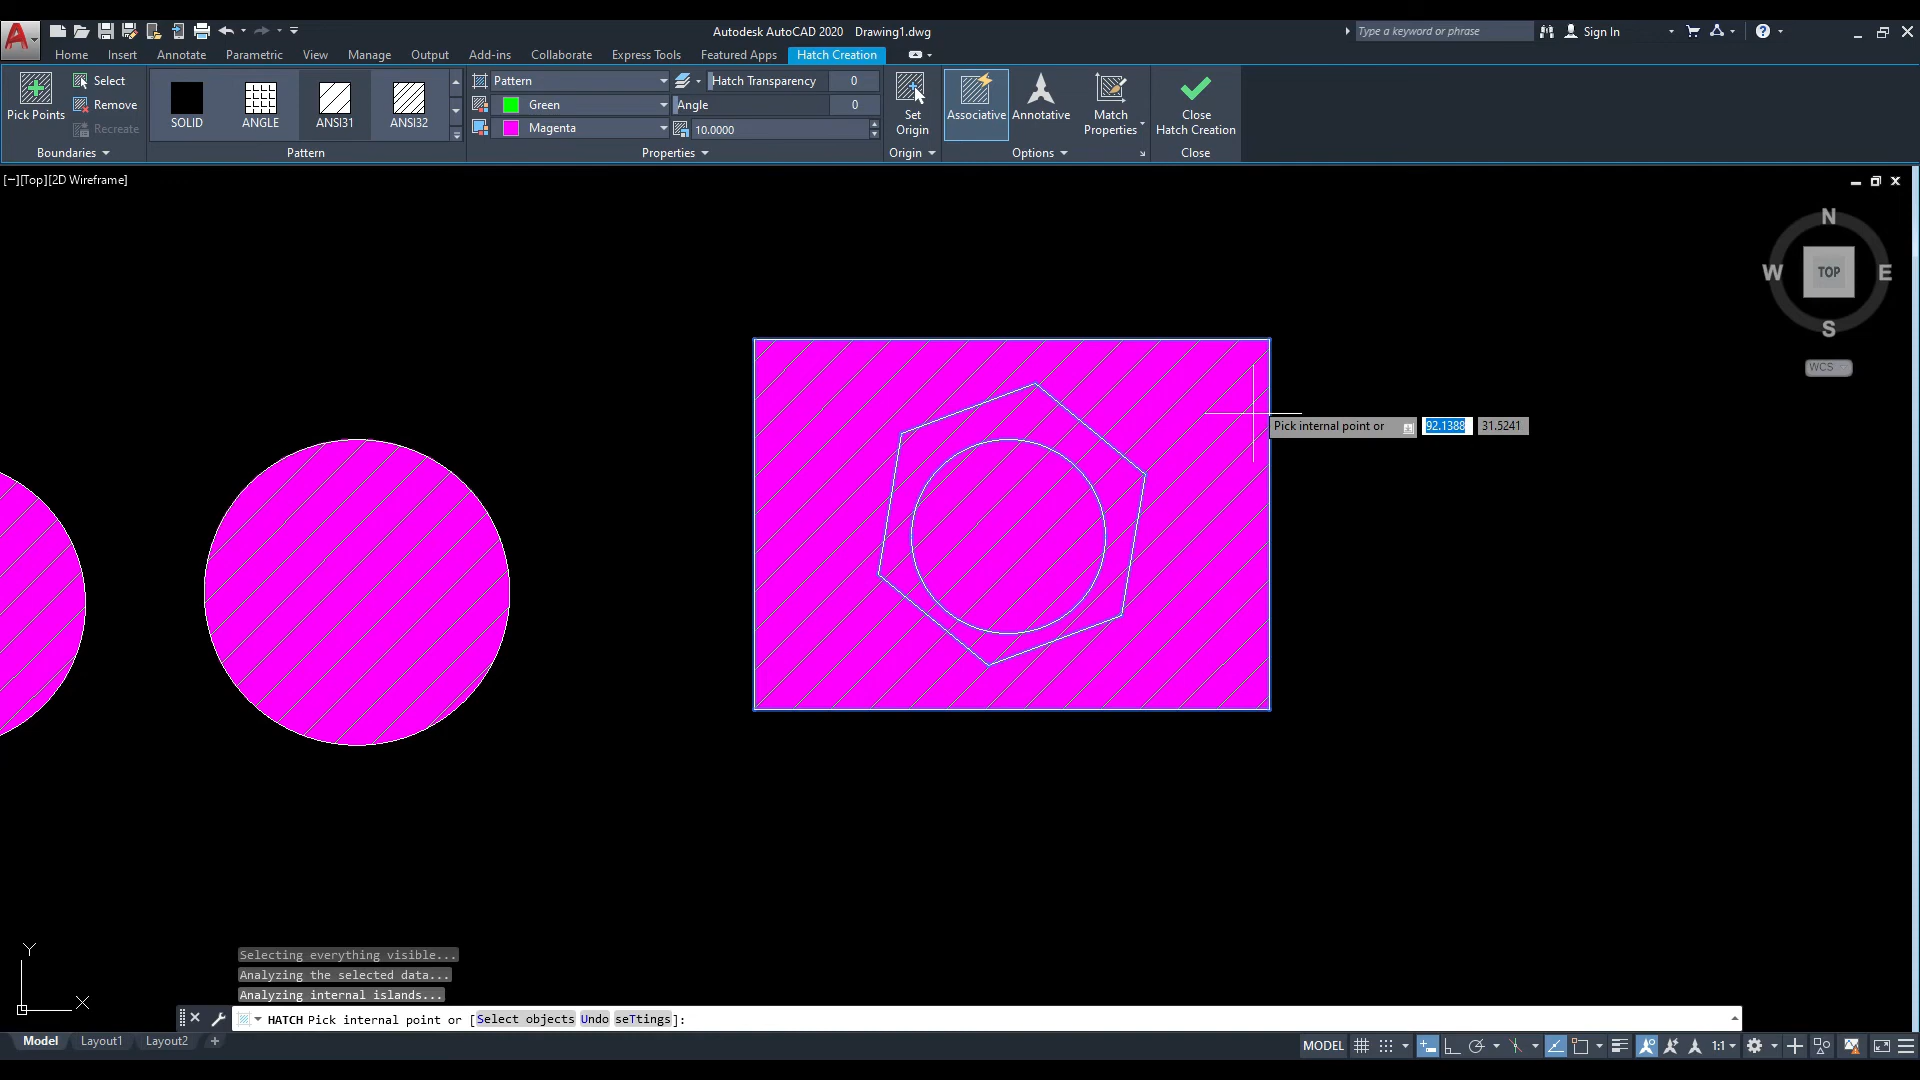 Autodesk AutoCAD 2020 Drawing1.dwg
Type a keyword or phrase
Sign In
Home Insert Annotate Parametric View Manage Output Add-ins Collaborate Express Tools Featured Apps Hatch Creation
Pick Points
Select
Remove
Recreate
Boundaries
SOLID
ANGLE
ANSI31
ANSI32
Pattern
Pattern
Green
Magenta
Hatch Transparency 0
Angle 0
10.0000
Properties
Set
Origin
Origin
Associative
Annotative
Match
Properties
Options
Close
Hatch Creation
Close
[−][Top][2D Wireframe]
N
W
TOP
E
S
WCS
Pick internal point or 92.1388 31.5241
Y
X
Selecting everything visible...
Analyzing the selected data...
Analyzing internal islands...
HATCH Pick internal point or [Select objects Undo seTtings]:
Model Layout1 Layout2 +
MODEL
1:1